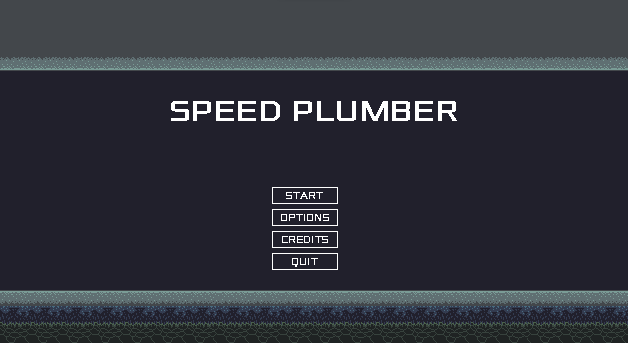 SPEED PLUMBER
START
OPTIONS
CREDITS
QUIT